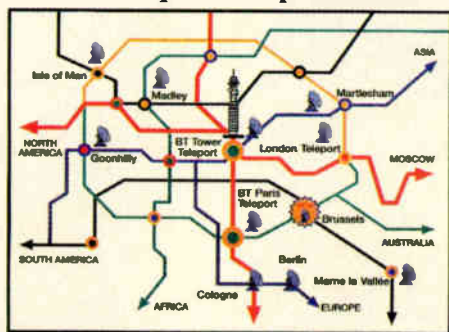 Isle of Man
Madley
Martlesham
ASIA
NORTH
AMERICA
Goonhilly
BT Tower
Teleport
London Teleport
MOSCOW
BT Paris
Teleport
Brussels
AUSTRALIA
SOUTH AMERICA
AFRICA
Cologne
Berlin
EUROPE
Marne la Vallée